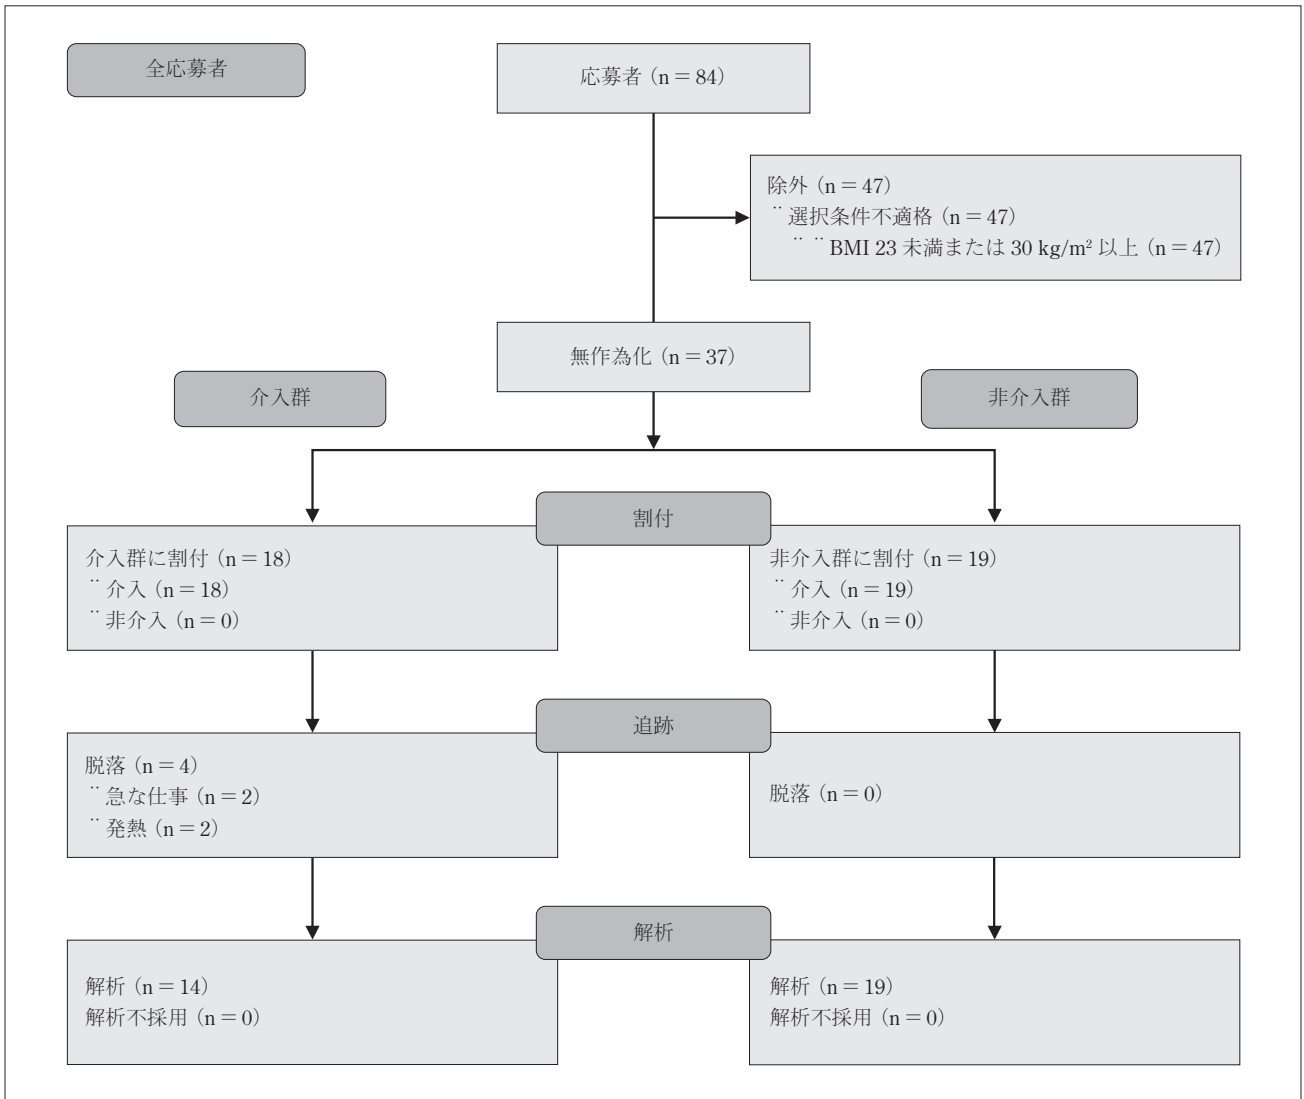 全応募者
応募者（n = 84）
除外（n = 47）
¨ 選択条件不適格（n = 47）
¨ ¨ BMI 23 未満または 30 kg/m² 以上（n = 47）
無作為化（n = 37）
介入群
非介入群
割付
介入群に割付（n = 18）
¨ 介入（n = 18）
¨ 非介入（n = 0）
非介入群に割付（n = 19）
¨ 介入（n = 19）
¨ 非介入（n = 0）
追跡
脱落（n = 4）
¨ 急な仕事（n = 2）
¨ 発熱（n = 2）
脱落（n = 0）
解析
解析（n = 14）
解析不採用（n = 0）
解析（n = 19）
解析不採用（n = 0）